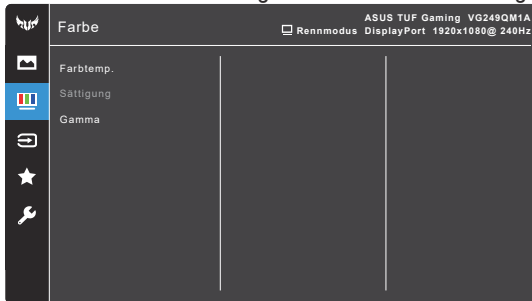 Farbe
ASUS TUF Gaming VG249QM1A
Rennmodus DisplayPort 1920x1080@ 240Hz
Farbtemp.
Sättigung
Gamma